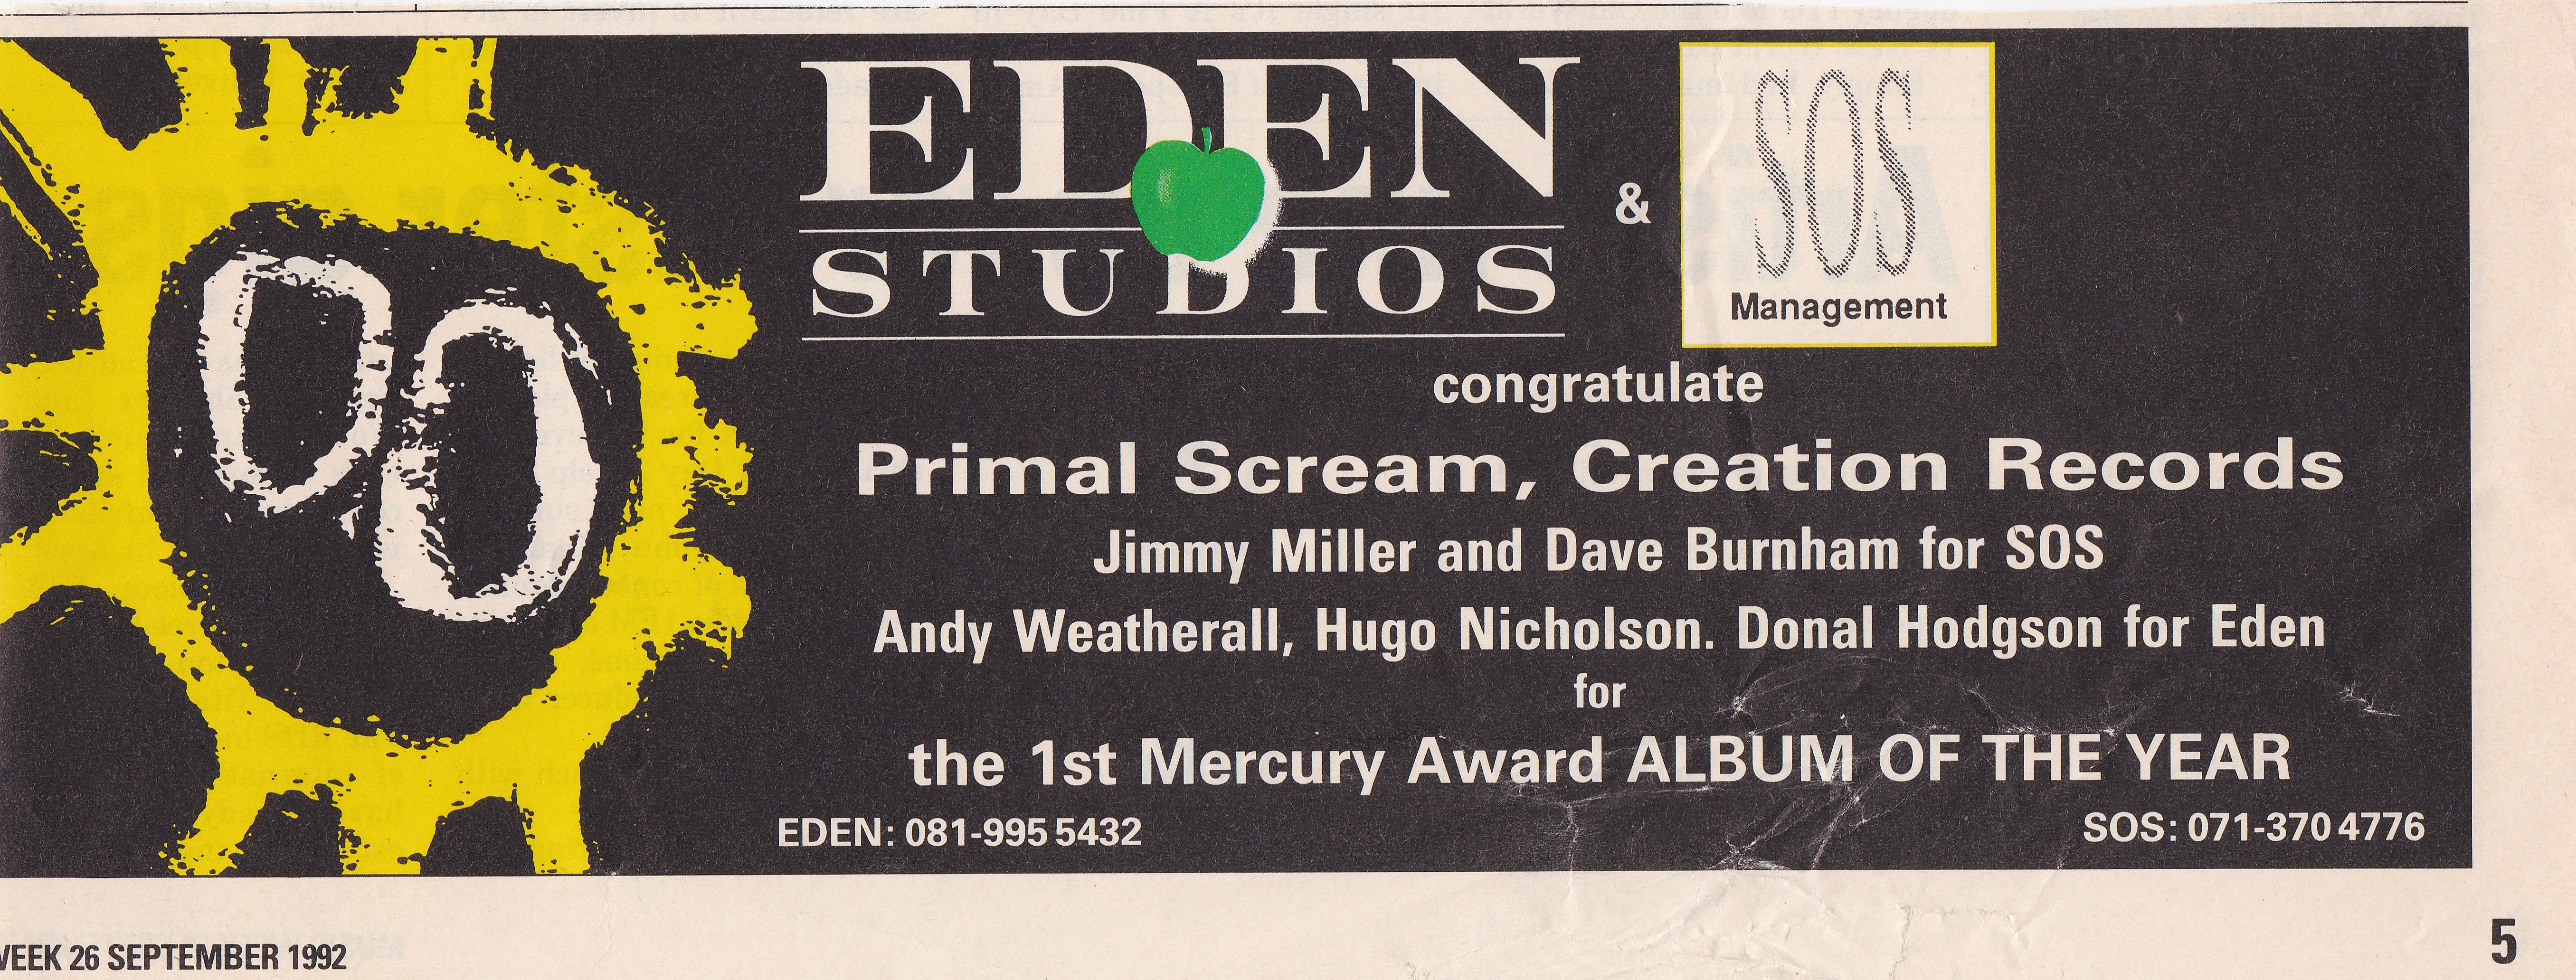 EDEN
STUDIOS
&
SOS
Management
congratulate
Primal Scream, Creation Records
Jimmy Miller and Dave Burnham for SOS
Andy Weatherall, Hugo Nicholson. Donal Hodgson for Eden
for
the 1st Mercury Award ALBUM OF THE YEAR
EDEN: 081-995 5432
SOS: 071-370 4776
WEEK 26 SEPTEMBER 1992
5